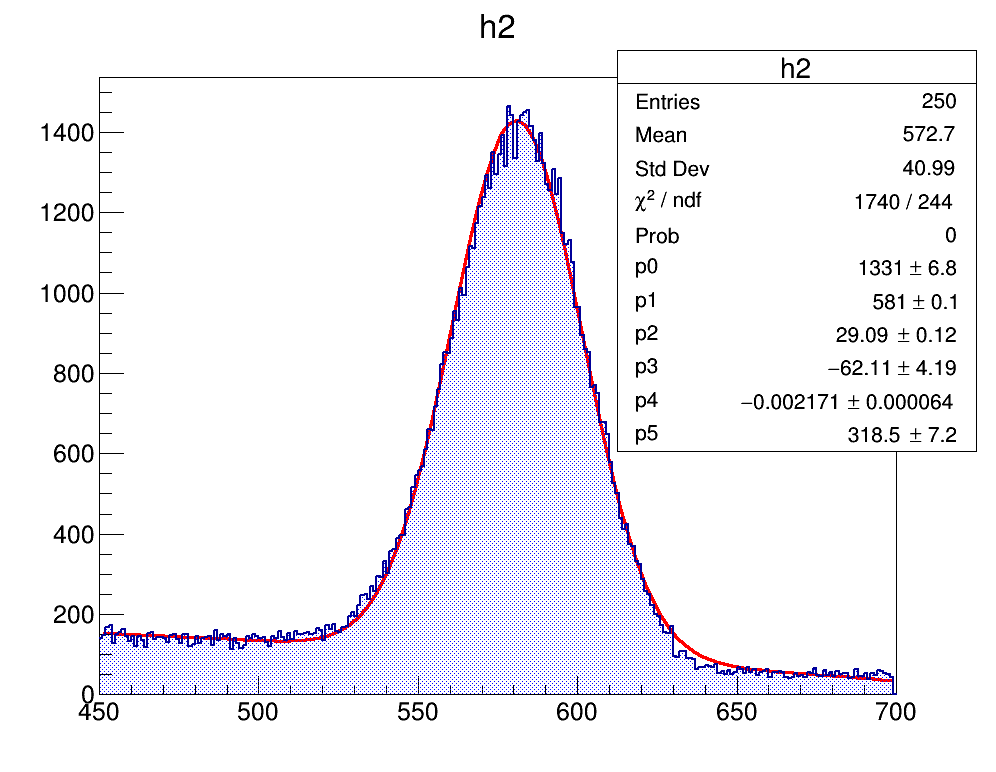 h2
h2
Entries 250
Mean 572.7
Std Dev 40.99
χ² / ndf 1740 / 244
Prob 0
p0 1331 ± 6.8
p1 581 ± 0.1
p2 29.09 ± 0.12
p3 −62.11 ± 4.19
p4 −0.002171 ± 0.000064
p5 318.5 ± 7.2
1400
1200
1000
800
600
400
200
0
450 500 550 600 650 700